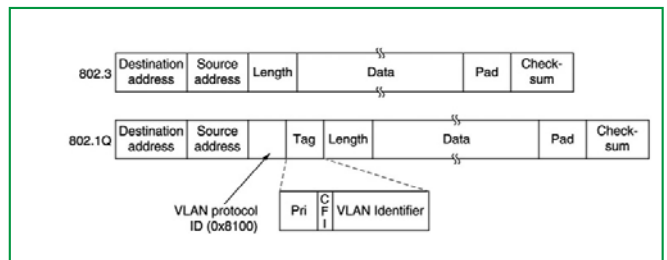 802.3
Destination address
Source address
Length
Data
Pad
Check-sum
802.1Q
Destination address
Source address
Tag
Length
Data
Pad
Check-sum
VLAN protocol
ID (0x8100)
Pri
CFI
VLAN Identifier